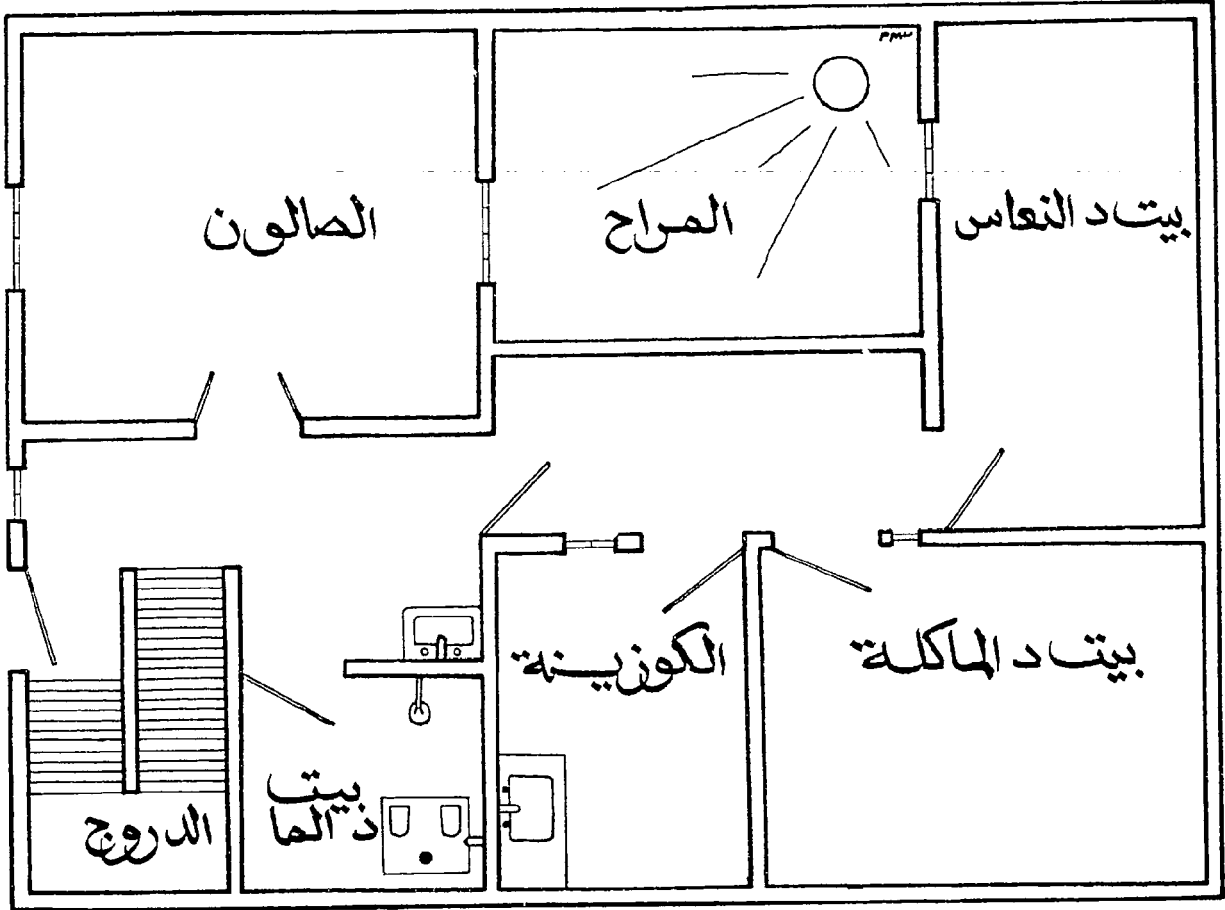 بيت د النعاس
المراح
الصالون
بيت د الماكلة
الكوزينة
بيت
د الما
الدروج